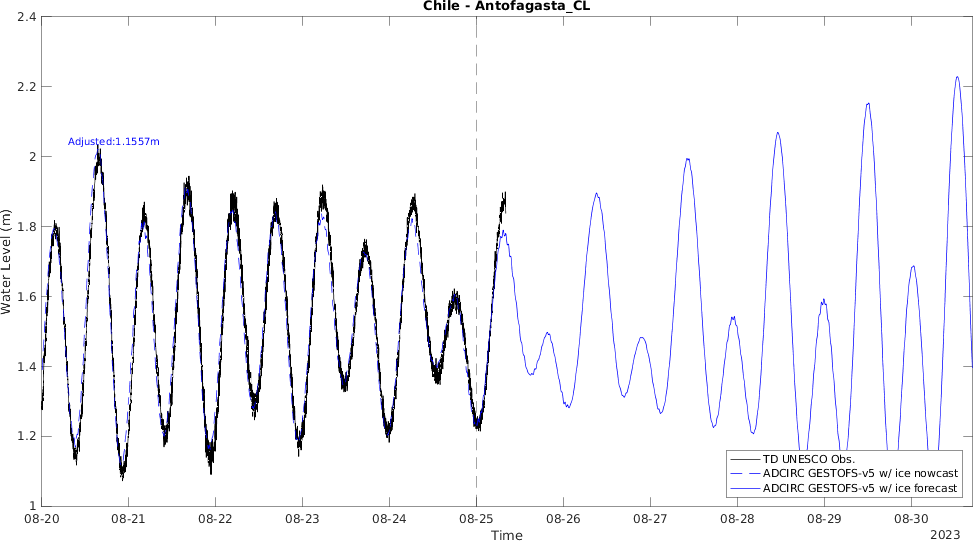 Chile - Antofagasta_CL
2.4
2.2
2
1.8
1.6
1.4
1.2
1
Water Level (m)
Adjusted:1.1557m
TD UNESCO Obs.
ADCIRC GESTOFS-v5 w/ ice nowcast
ADCIRC GESTOFS-v5 w/ ice forecast
08-20 08-21 08-22 08-23 08-24 08-25 08-26 08-27 08-28 08-29 08-30
Time
2023